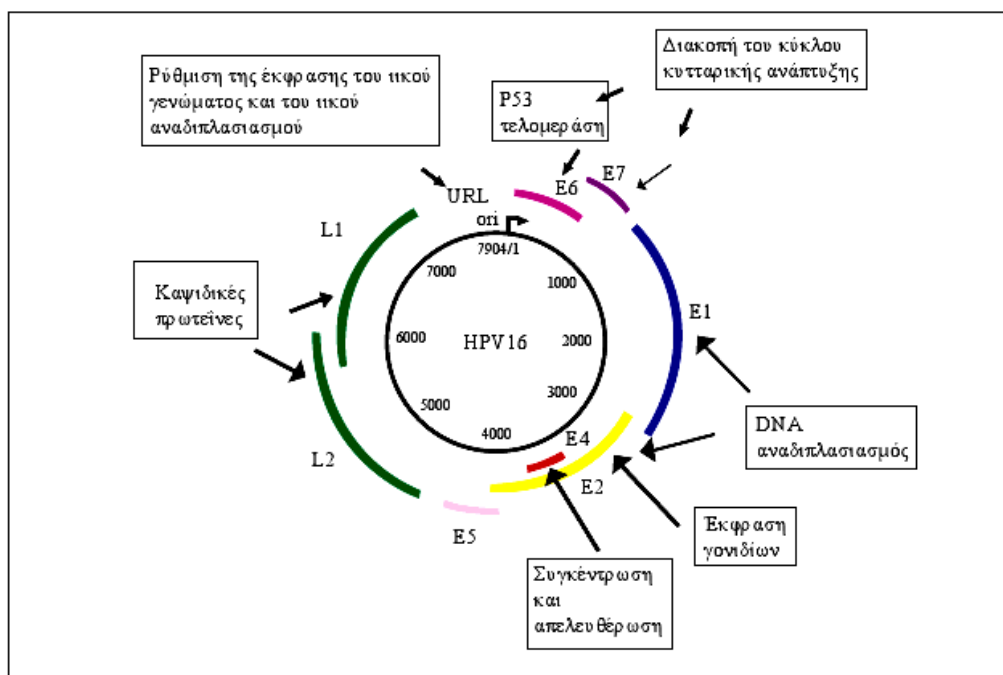 Ρύθμιση της έκφρασης του ιικού
γενώματος και του ιικού
αναδιπλασιασμού
P53
τελομεράση
Διακοπή του κύκλου
κυτταρικής ανάπτυξης
URL
E6
E7
ori
L1
7904/1
7000
1000
Καψιδικές
πρωτεΐνες
6000
HPV16
2000
E1
5000
3000
4000
E4
DNA
αναδιπλασιασμός
L2
E2
E5
Έκφραση
γονιδίων
Συγκέντρωση
και
απελευθέρωση